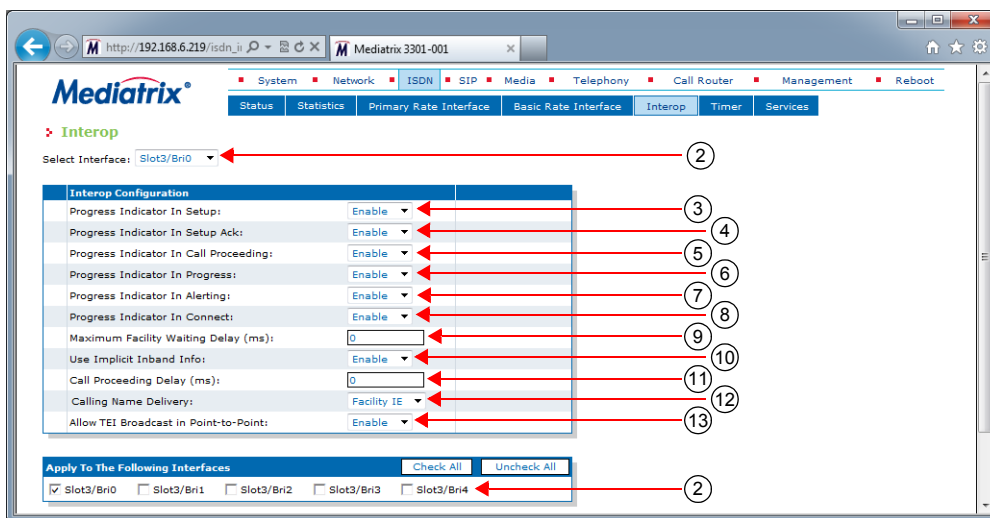 http://192.168.6.219/isdn_i
Mediatrix 3301-001
Mediatrix
System Network ISDN SIP Media Telephony Call Router Management Reboot
Status Statistics Primary Rate Interface Basic Rate Interface Interop Timer Services
Interop
Select Interface: Slot3/Bri0 2
Interop Configuration
Progress Indicator In Setup: Enable 3
Progress Indicator In Setup Ack: Enable 4
Progress Indicator In Call Proceeding: Enable 5
Progress Indicator In Progress: Enable 6
Progress Indicator In Alerting: Enable 7
Progress Indicator In Connect: Enable 8
Maximum Facility Waiting Delay (ms): 0 9
Use Implicit Inband Info: Enable 10
Call Proceeding Delay (ms): 0 11
Calling Name Delivery: Facility IE 12
Allow TEI Broadcast in Point-to-Point: Enable 13
Apply To The Following Interfaces Check All Uncheck All
Slot3/Bri0 Slot3/Bri1 Slot3/Bri2 Slot3/Bri3 Slot3/Bri4 2